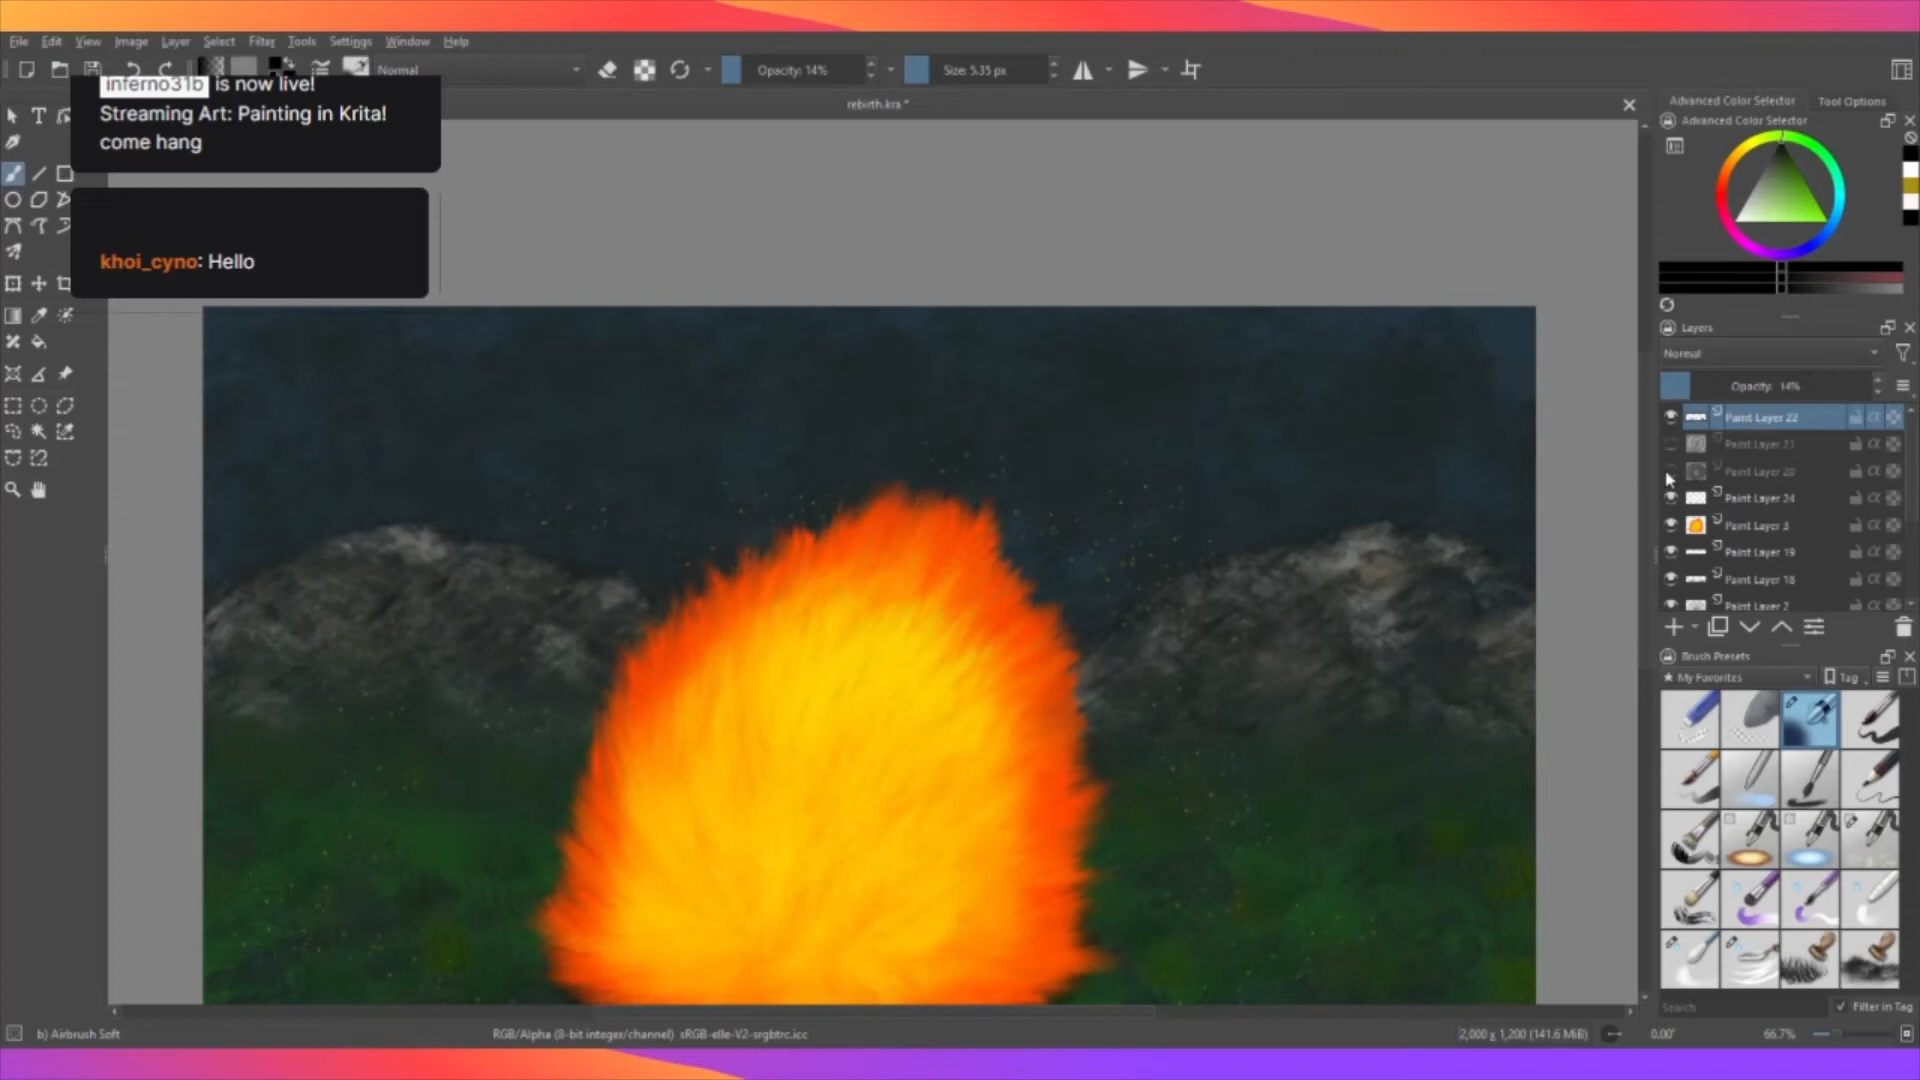 File Edit View Image Layer Select Filter Tools Settings Window Help
Normal
Opacity: 14%
Size: 5.35 px
inferno31b is now live!
Streaming Art: Painting in Krita!
come hang
khoi_cyno: Hello
rebirth.kra *
Advanced Color Selector Tool Options
Advanced Color Selector
Layers
Normal
Opacity: 14%
Paint Layer 22
Paint Layer 21
Paint Layer 20
Paint Layer 24
Paint Layer 3
Paint Layer 19
Paint Layer 18
Paint Layer 2
Brush Presets
My Favorites
Tag
Search
Filter in Tag
b) Airbrush Soft
RGB/Alpha (8-bit integer/channel) sRGB-elle-V2-srgbtrc.icc
2,000 x 1,200 (141.6 MiB)
0.00°
66.7%